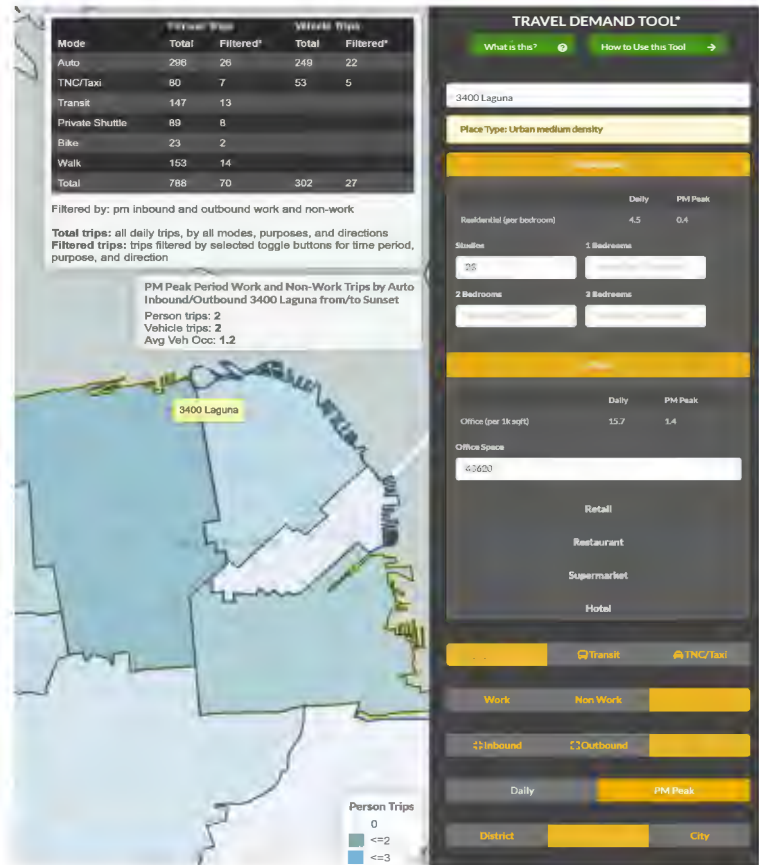 Person Trips Vehicle Trips
Mode Total Filtered* Total Filtered*
Auto 296 26 249 22
TNC/Taxi 80 7 53 5
Transit 147 13
Private Shuttle 89 8
Bike 23 2
Walk 153 14
Total 788 70 302 27
Filtered by: pm inbound and outbound work and non-work
Total trips: all daily trips, by all modes, purposes, and directions
Filtered trips: trips filtered by selected toggle buttons for time period,
purpose, and direction
PM Peak Period Work and Non-Work Trips by Auto
Inbound/Outbound 3400 Laguna from/to Sunset
Person trips: 2
Vehicle trips: 2
Avg Veh Occ: 1.2
3400 Laguna
Person Trips
0
<=2
<=3
TRAVEL DEMAND TOOL*
What is this?
How to Use this Tool
3400 Laguna
Place Type: Urban medium density
Daily PM Peak
Residential (per bedroom) 4.5 0.4
Studios 1 Bedrooms
2 Bedrooms 3 Bedrooms
Daily PM Peak
Office (per 1k sqft) 15.7 1.4
Office Space
Retail
Restaurant
Supermarket
Hotel
Transit TNC/Taxi
Work Non Work
Inbound Outbound
Daily PM Peak
District City